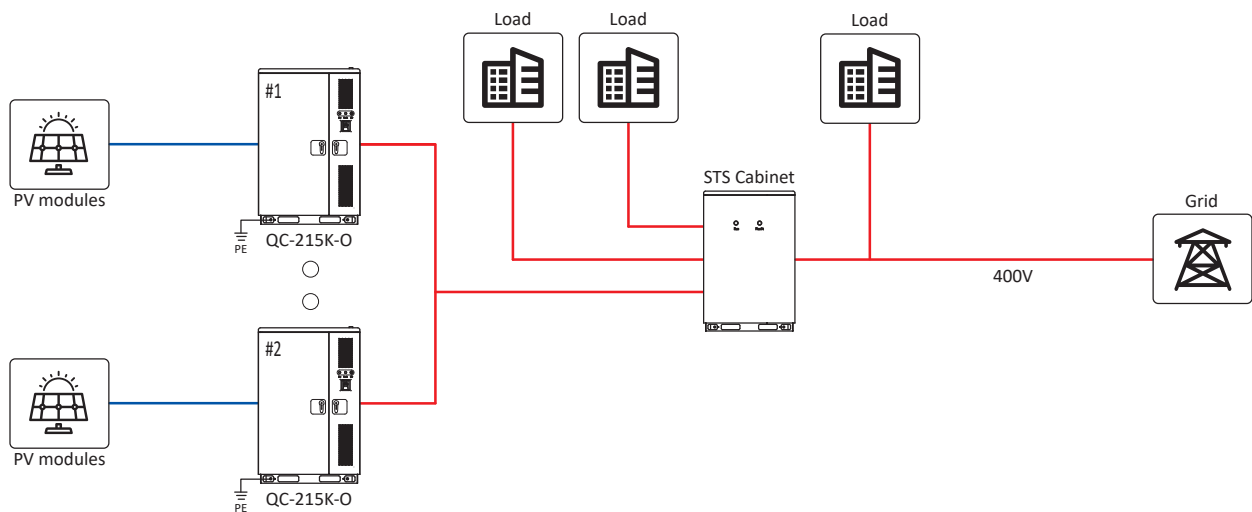 Load
Load
Load
#1
PV modules
STS Cabinet
Grid
PE
QC-215K-O
400V
#2
PV modules
PE
QC-215K-O